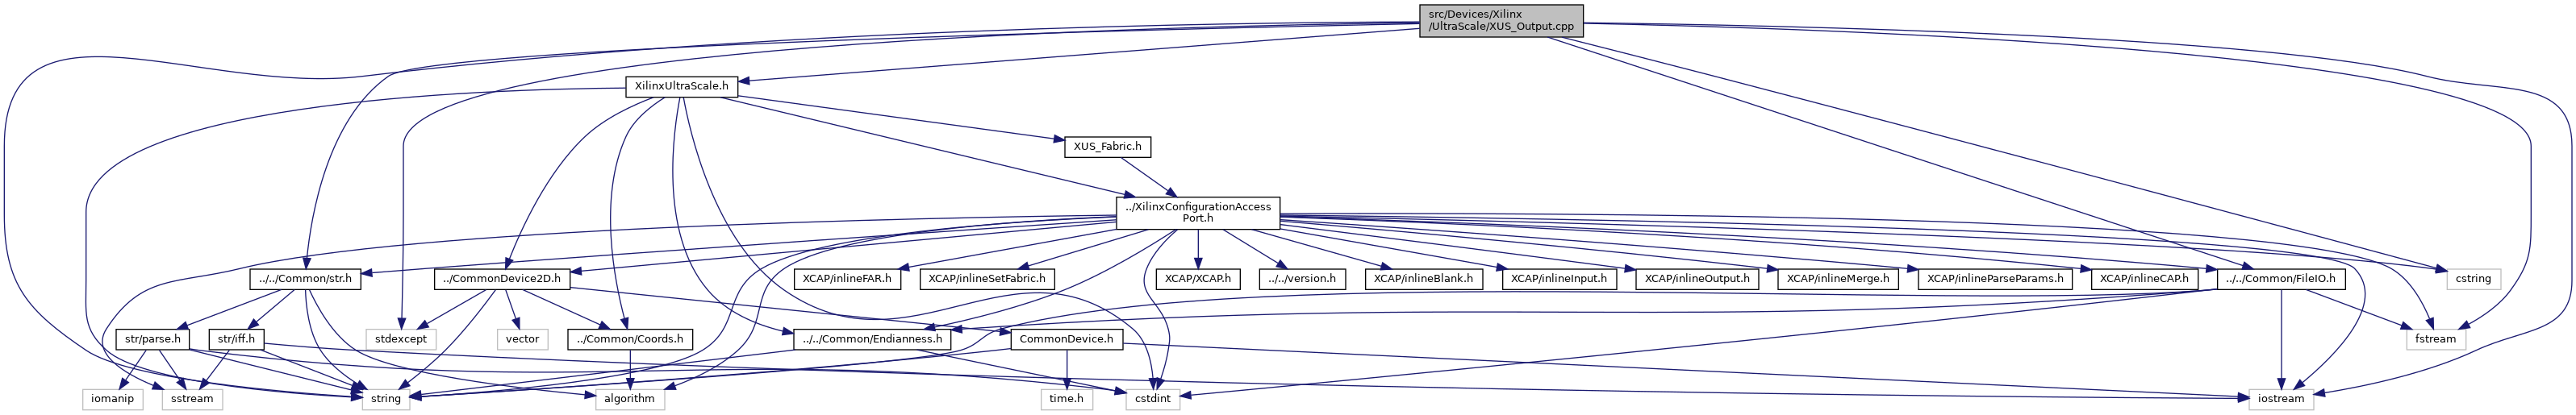 src/Devices/Xilinx
/UltraScale/XUS_Output.cpp
XilinxUltraScale.h
XUS_Fabric.h
../XilinxConfigurationAccess
Port.h
../../Common/str.h
../CommonDevice2D.h
XCAP/inlineFAR.h
XCAP/inlineSetFabric.h
XCAP/XCAP.h
../../version.h
XCAP/inlineBlank.h
XCAP/inlineInput.h
XCAP/inlineOutput.h
XCAP/inlineMerge.h
XCAP/inlineParseParams.h
XCAP/inlineCAP.h
../../Common/FileIO.h
cstring
str/parse.h
str/iff.h
stdexcept
vector
../Common/Coords.h
../../Common/Endianness.h
CommonDevice.h
fstream
iomanip
sstream
string
algorithm
time.h
cstdint
iostream